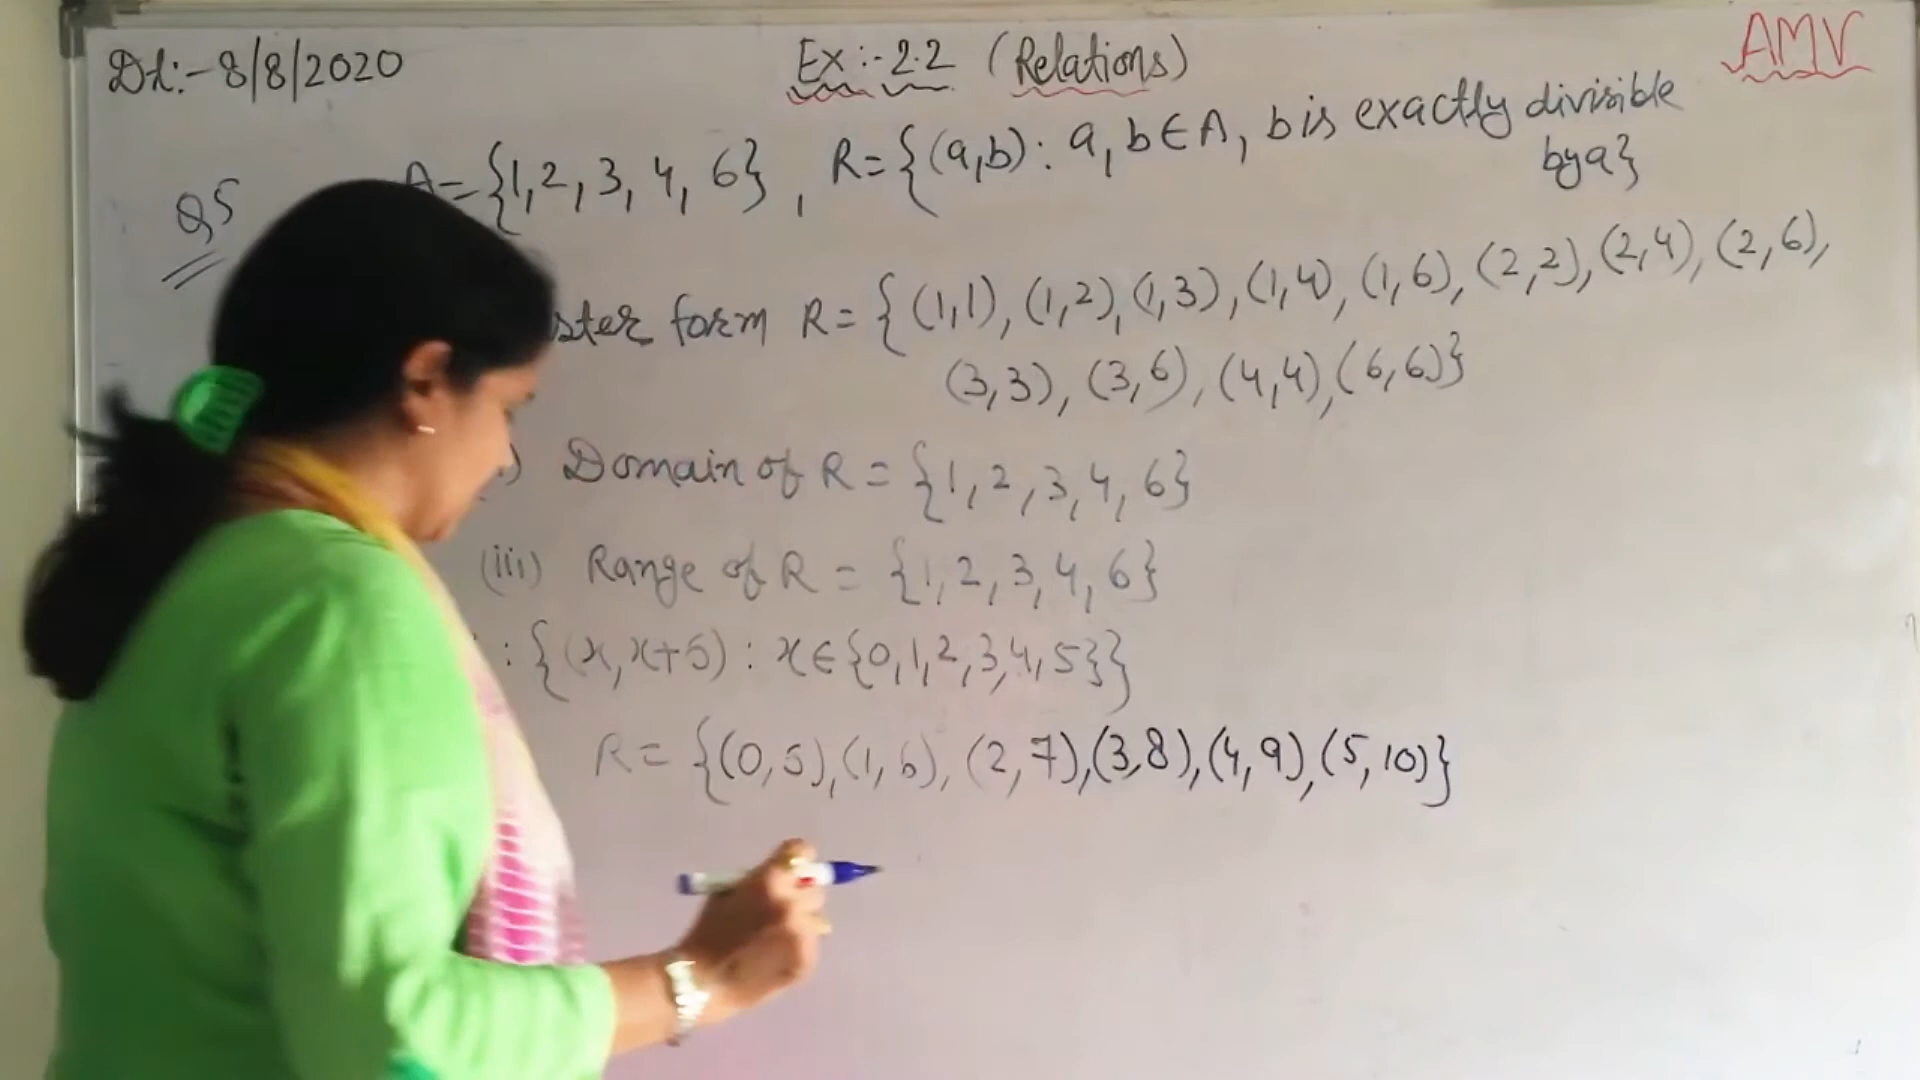 Dt:- 8/8/2020
Ex:- 2.2 (Relations)
AMV
Q5
A = {1, 2, 3, 4, 6}, R = {(a,b) : a, b ∈ A, b is exactly divisible
by a}
form R = {(1,1), (1,2), (1,3), (1,4), (1,6), (2,2), (2,4), (2,6),
(3,3), (3,6), (4,4), (6,6)}
) Domain of R = {1, 2, 3, 4, 6}
(iii) Range of R = {1, 2, 3, 4, 6}
: {(x, x+5) : x ∈ {0,1,2,3,4,5}}
R = {(0,5), (1,6), (2,7), (3,8), (4,9), (5,10)}